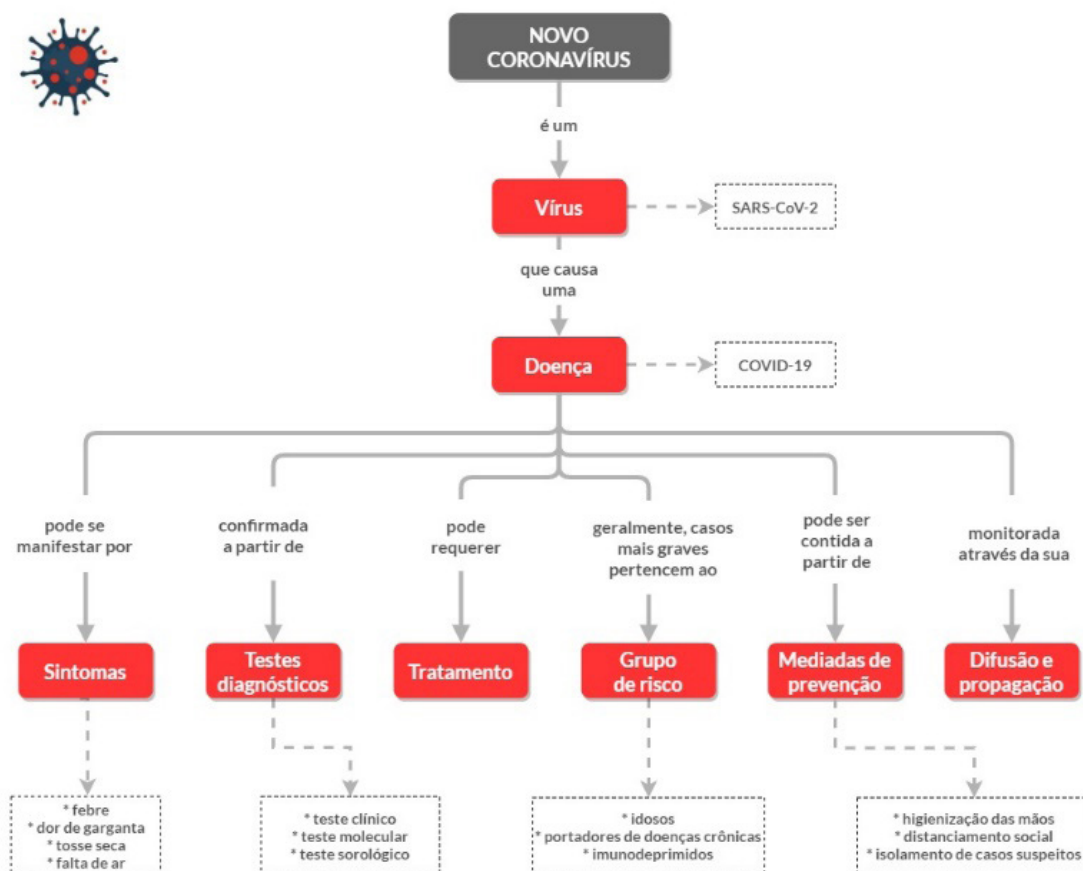 NOVO
CORONAVÍRUS
é um
Vírus
SARS-CoV-2
que causa
uma
Doença
COVID-19
pode se
manifestar por
confirmada
a partir de
pode
requerer
geralmente, casos
mais graves
pertencem ao
pode ser
contida a
partir de
monitorada
através da sua
Sintomas
Testes
diagnósticos
Tratamento
Grupo
de risco
Mediadas de
prevenção
Difusão e
propagação
* febre
* dor de garganta
* tosse seca
* falta de ar
* teste clínico
* teste molecular
* teste sorológico
* idosos
* portadores de doenças crônicas
* imunodeprimidos
* higienização das mãos
* distanciamento social
* isolamento de casos suspeitos